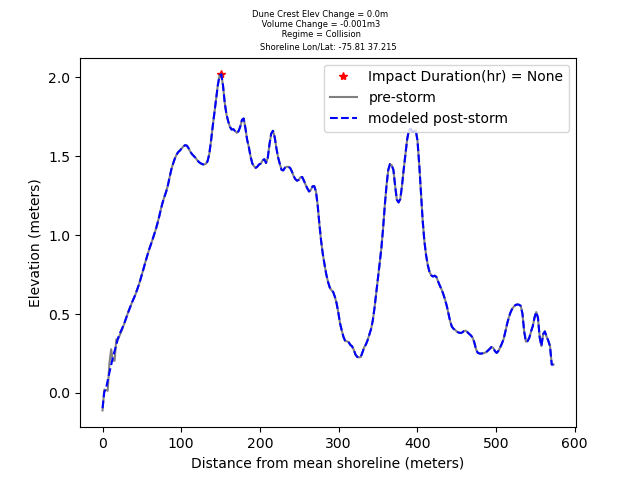 Dune Crest Elev Change = 0.0m
Volume Change = -0.001m3
Regime = Collision
Shoreline Lon/Lat: -75.81 37.215
Impact Duration(hr) = None
pre-storm
modeled post-storm
2.0
1.5
1.0
0.5
0.0
Elevation (meters)
0 100 200 300 400 500 600
Distance from mean shoreline (meters)